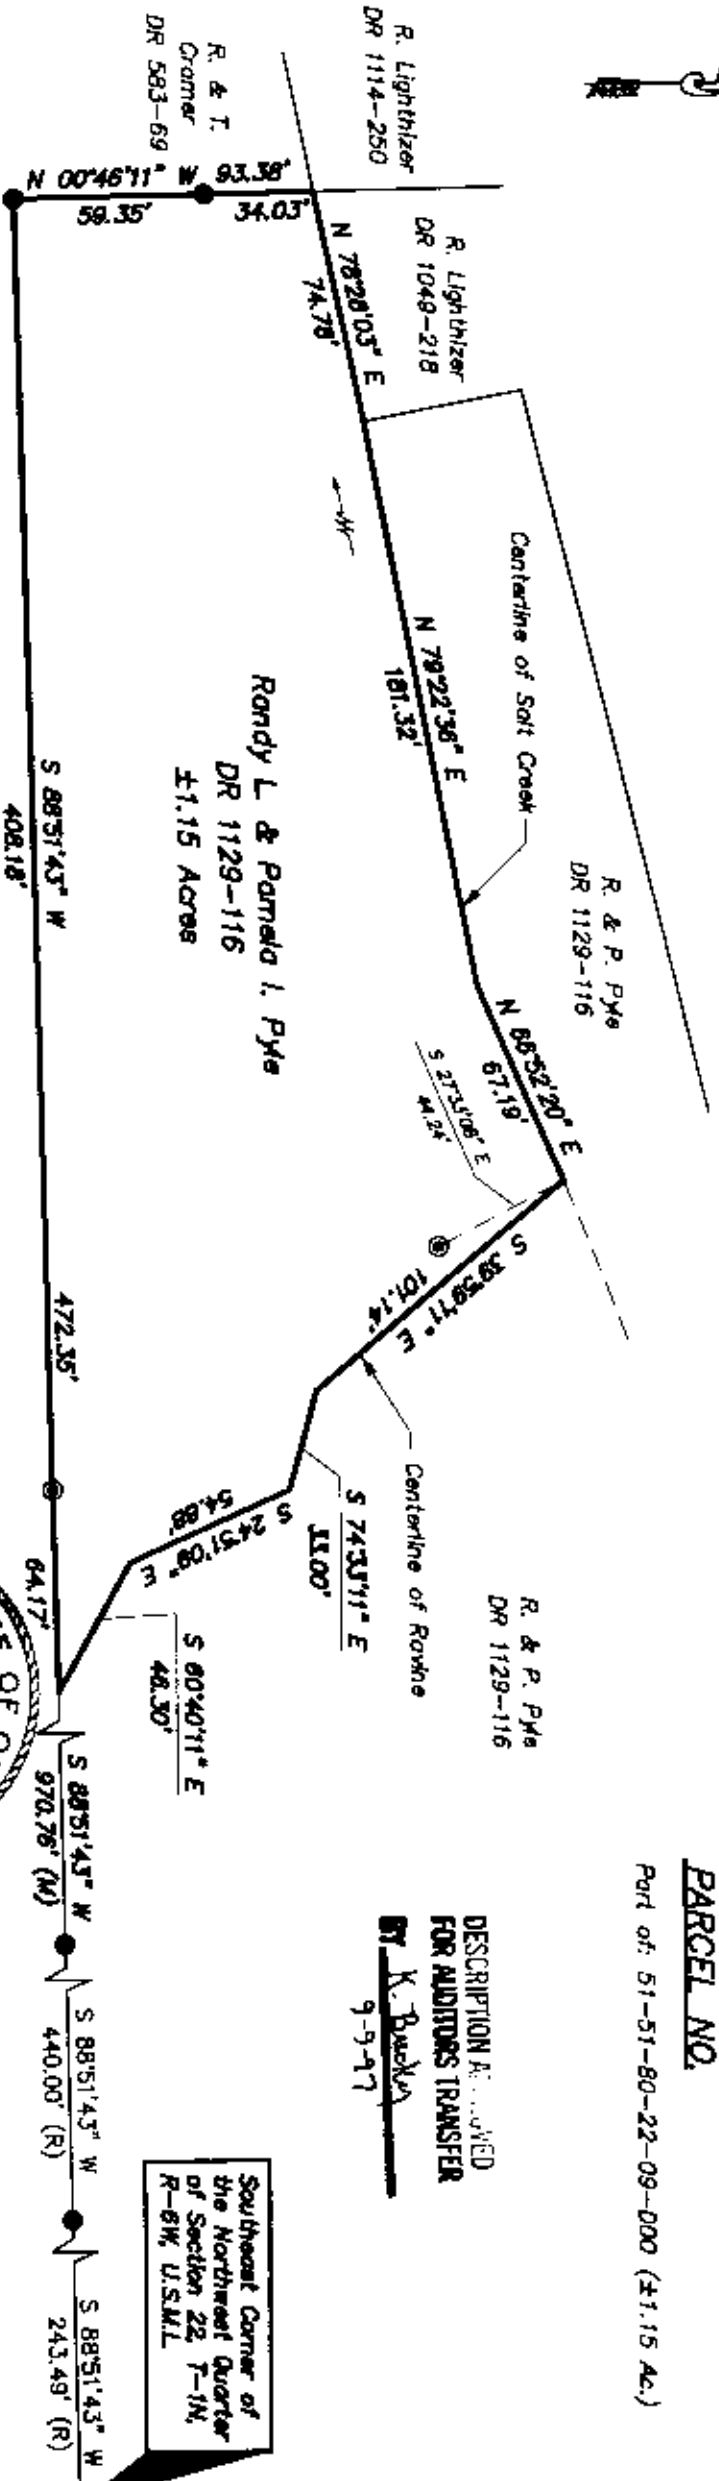 R. Lighthizer
DR 1114-250
R. & T.
Cramer
DR 583-69
N 00°46'11" W 93.38'
59.35' 34.03'
R. Lighthizer
DR 1049-218
N 78°28'03" E
74.78'
Centerline of Salt Creek
N 79°22'36" E
181.32'
R. & P. Pyle
DR 1129-116
N 66°52'20" E
67.19'
S 27°33'08" E
44.24'
Randy L. & Pamela I. Pyle
DR 1129-116
±1.15 Acres
S 39°59'11" E
101.14'
Centerline of Ravine
S 74°33'11" E
33.00'
S 24°51'09" E
54.88'
S 60°40'11" E
46.30'
R. & P. Pyle
DR 1129-116
S 88°51'43" W 472.35'
408.18' 64.17'
S 88°51'43" W
970.76' (M)
S 88°51'43" W
440.00' (R)
S 88°51'43" W
243.49' (R)
PARCEL NO.
Part of: 51-51-80-22-09-000 (±1.15 Ac.)
DESCRIPTION
FOR AUDITORS TRANSFER
BY K.
9-9-97
Southeast Corner of
the Northwest Quarter
of Section 22, T-1N,
R-6W, U.S.M.L.
OF